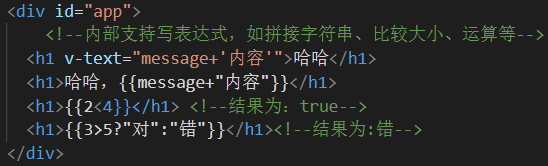 <div id="app">
<!--内部支持写表达式，如拼接字符串、比较大小、运算等-->
<h1 v-text="message+'内容'">哈哈</h1>
<h1>哈哈，{{message+"内容"}}</h1>
<h1>{{2<4}}</h1> <!--结果为：true-->
<h1>{{3>5?"对":"错"}}</h1><!--结果为:错-->
</div>